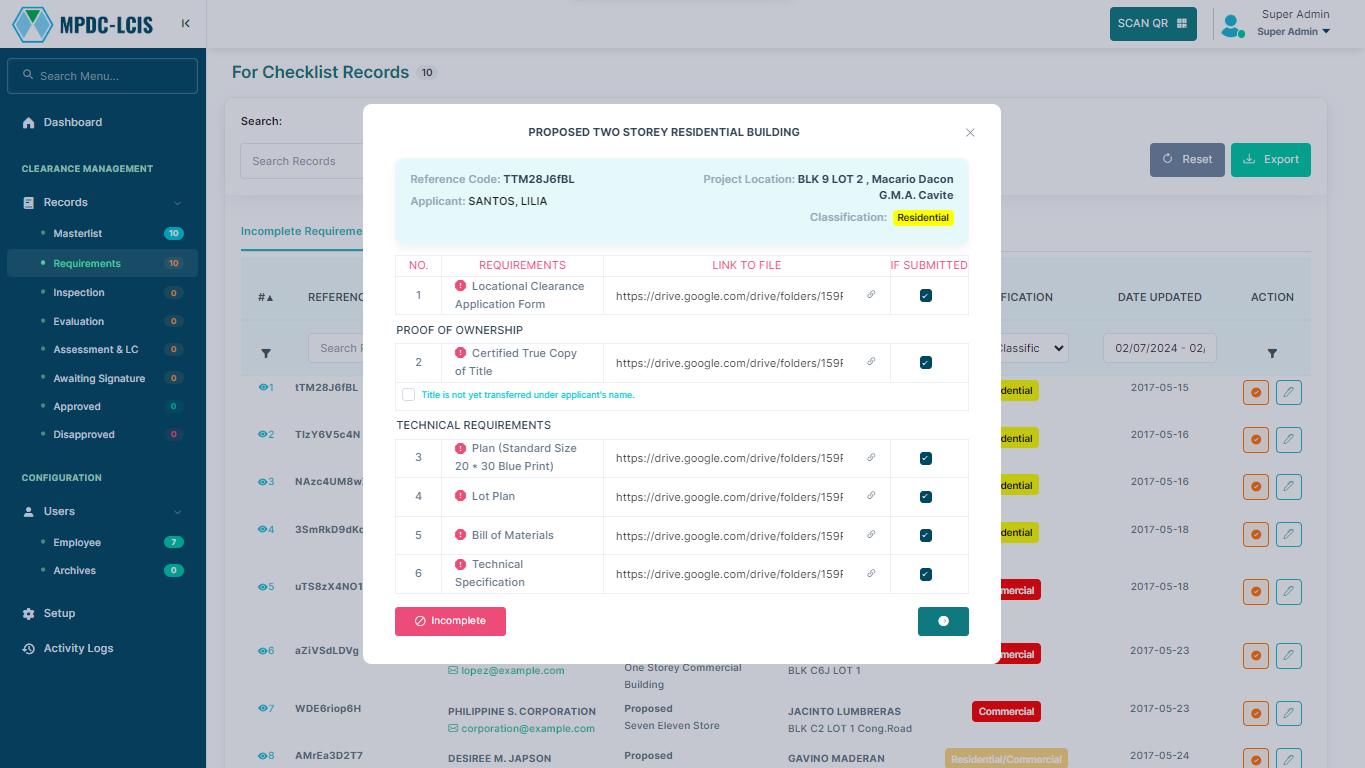 MPDC-LCIS
SCAN QR
Super Admin
Super Admin
Search Menu...
Dashboard
CLEARANCE MANAGEMENT
Records
Masterlist 10
Requirements 10
Inspection 0
Evaluation 0
Assessment & LC 0
Awaiting Signature 0
Approved 0
Disapproved 0
CONFIGURATION
Users
Employee 7
Archives 0
Setup
Activity Logs
For Checklist Records 10
Search:
Search Records
Reset
Export
Incomplete Requireme
#▲ REFERENC
FICATION DATE UPDATED ACTION
Search R
Classific
02/07/2024 - 02/
1 tTM28J6fBL
dential 2017-05-15
2 TIzY6V5c4N
dential 2017-05-16
3 NAzc4UM8w
dential 2017-05-16
4 3SmRkD9dKc
dential 2017-05-18
5 uTS8zX4NO1
mercial 2017-05-18
6 aZiVSdLDVg
mercial 2017-05-23
lopez@example.com
One Storey Commercial
Building
BLK C6J LOT 1
7 WDE6riop6H
PHILIPPINE S. CORPORATION
corporation@example.com
Proposed
Seven Eleven Store
JACINTO LUMBRERAS
BLK C2 LOT 1 Cong.Road
Commercial
2017-05-23
8 AMrEa3D2T7
DESIREE M. JAPSON
Proposed
GAVINO MADERAN
Residential/Commercial
2017-05-24
PROPOSED TWO STOREY RESIDENTIAL BUILDING
Reference Code: TTM28J6fBL
Applicant: SANTOS, LILIA
Project Location: BLK 9 LOT 2 , Macario Dacon
G.M.A. Cavite
Classification: Residential
NO. REQUIREMENTS LINK TO FILE IF SUBMITTED
1 Locational Clearance
Application Form
https://drive.google.com/drive/folders/159F
PROOF OF OWNERSHIP
2 Certified True Copy
of Title
https://drive.google.com/drive/folders/159F
Title is not yet transferred under applicant's name.
TECHNICAL REQUIREMENTS
3 Plan (Standard Size
20 * 30 Blue Print)
https://drive.google.com/drive/folders/159F
4 Lot Plan https://drive.google.com/drive/folders/159F
5 Bill of Materials https://drive.google.com/drive/folders/159F
6 Technical
Specification
https://drive.google.com/drive/folders/159F
Incomplete